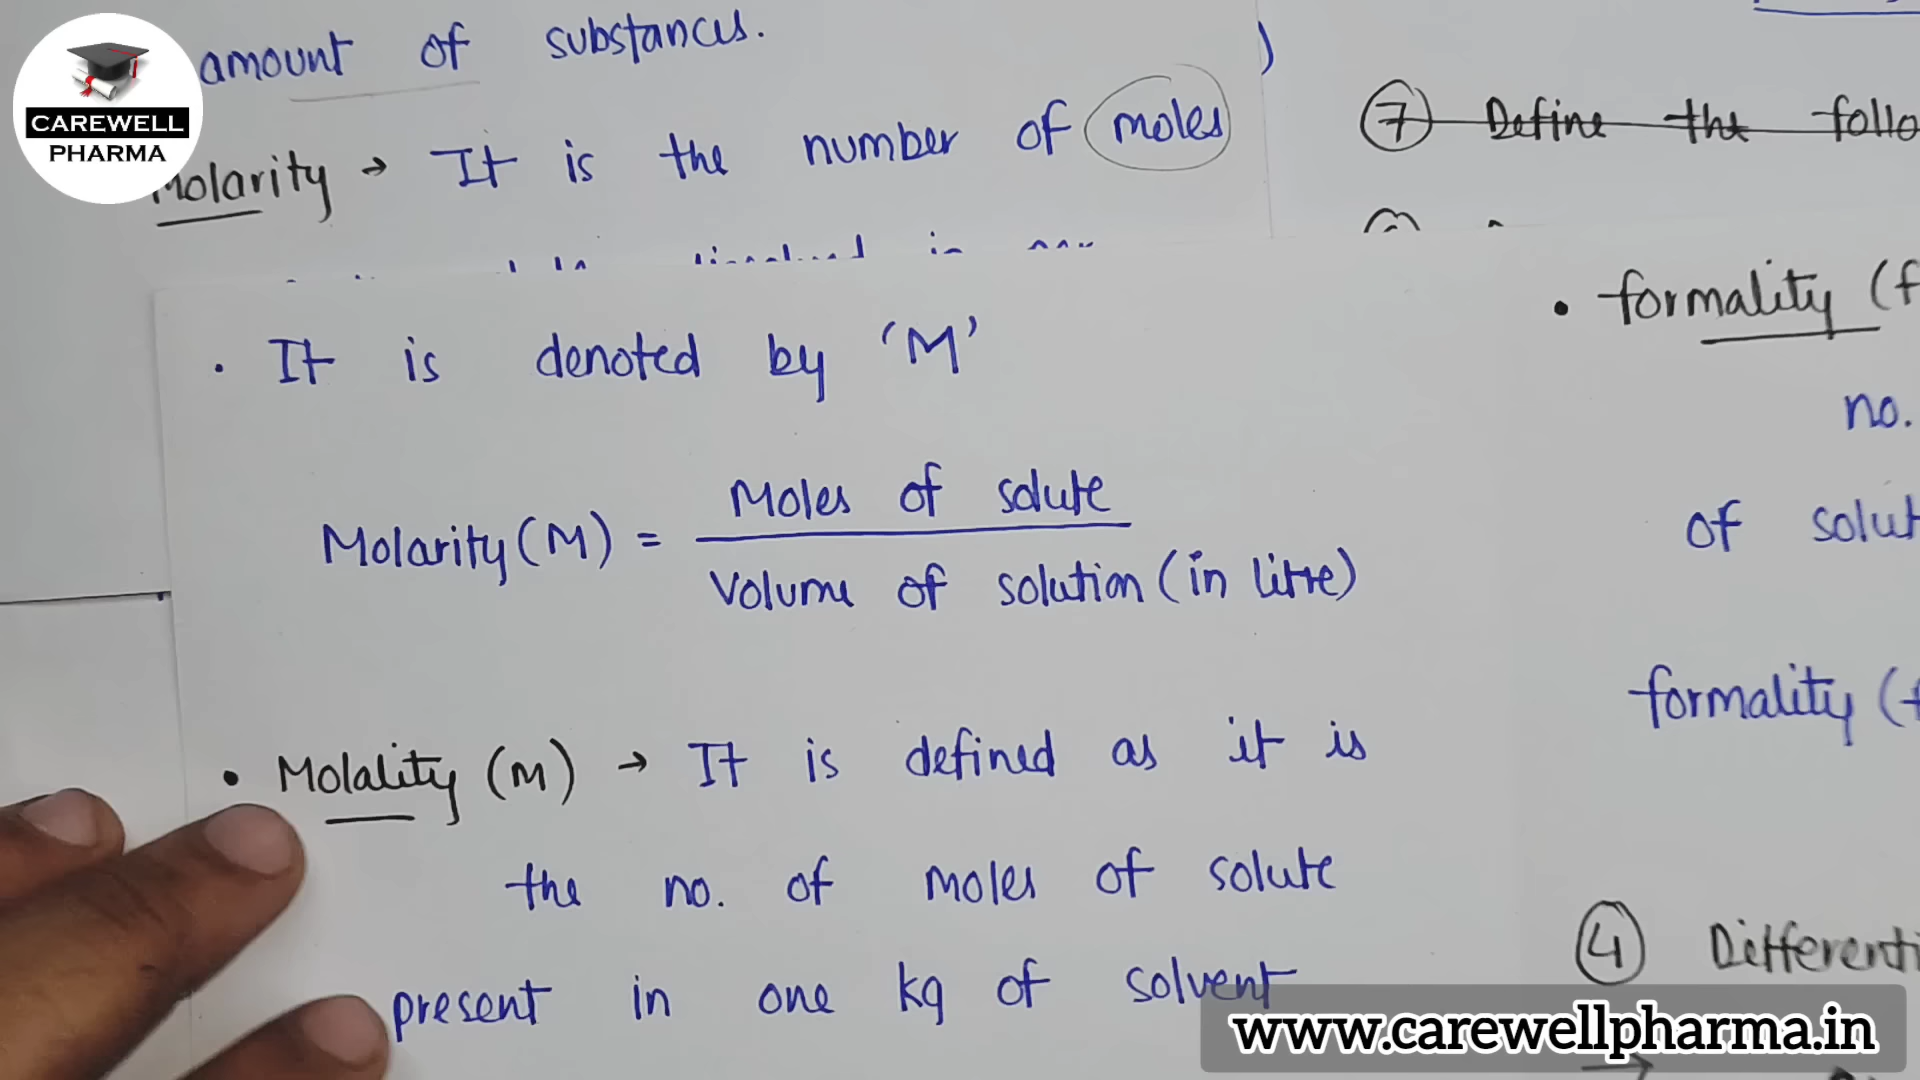 amount of substances.
CAREWELL
PHARMA
Molarity → It is the number of moles
• It is denoted by 'M'
Molarity (M) = Moles of solute
Volume of solution (in litre)
• Molality (m) → It is defined as it is
the no. of moles of solute
present in one kg of solvent
7 Define the follo
• formality (f
no.
of solut
formality (f
4 Differenti
www.carewellpharma.in